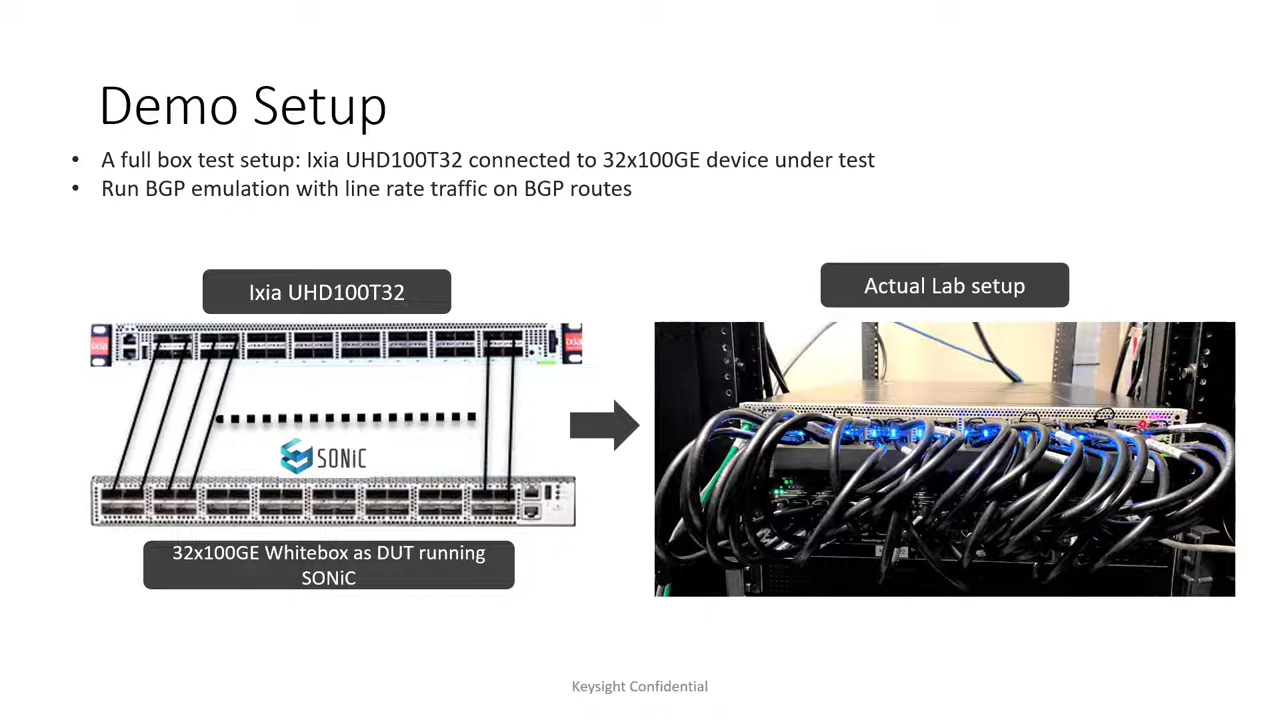 Demo Setup
• A full box test setup: Ixia UHD100T32 connected to 32x100GE device under test
• Run BGP emulation with line rate traffic on BGP routes
Ixia UHD100T32
Actual Lab setup
ixia
ixia
SONiC
32x100GE Whitebox as DUT running
SONiC
Keysight Confidential